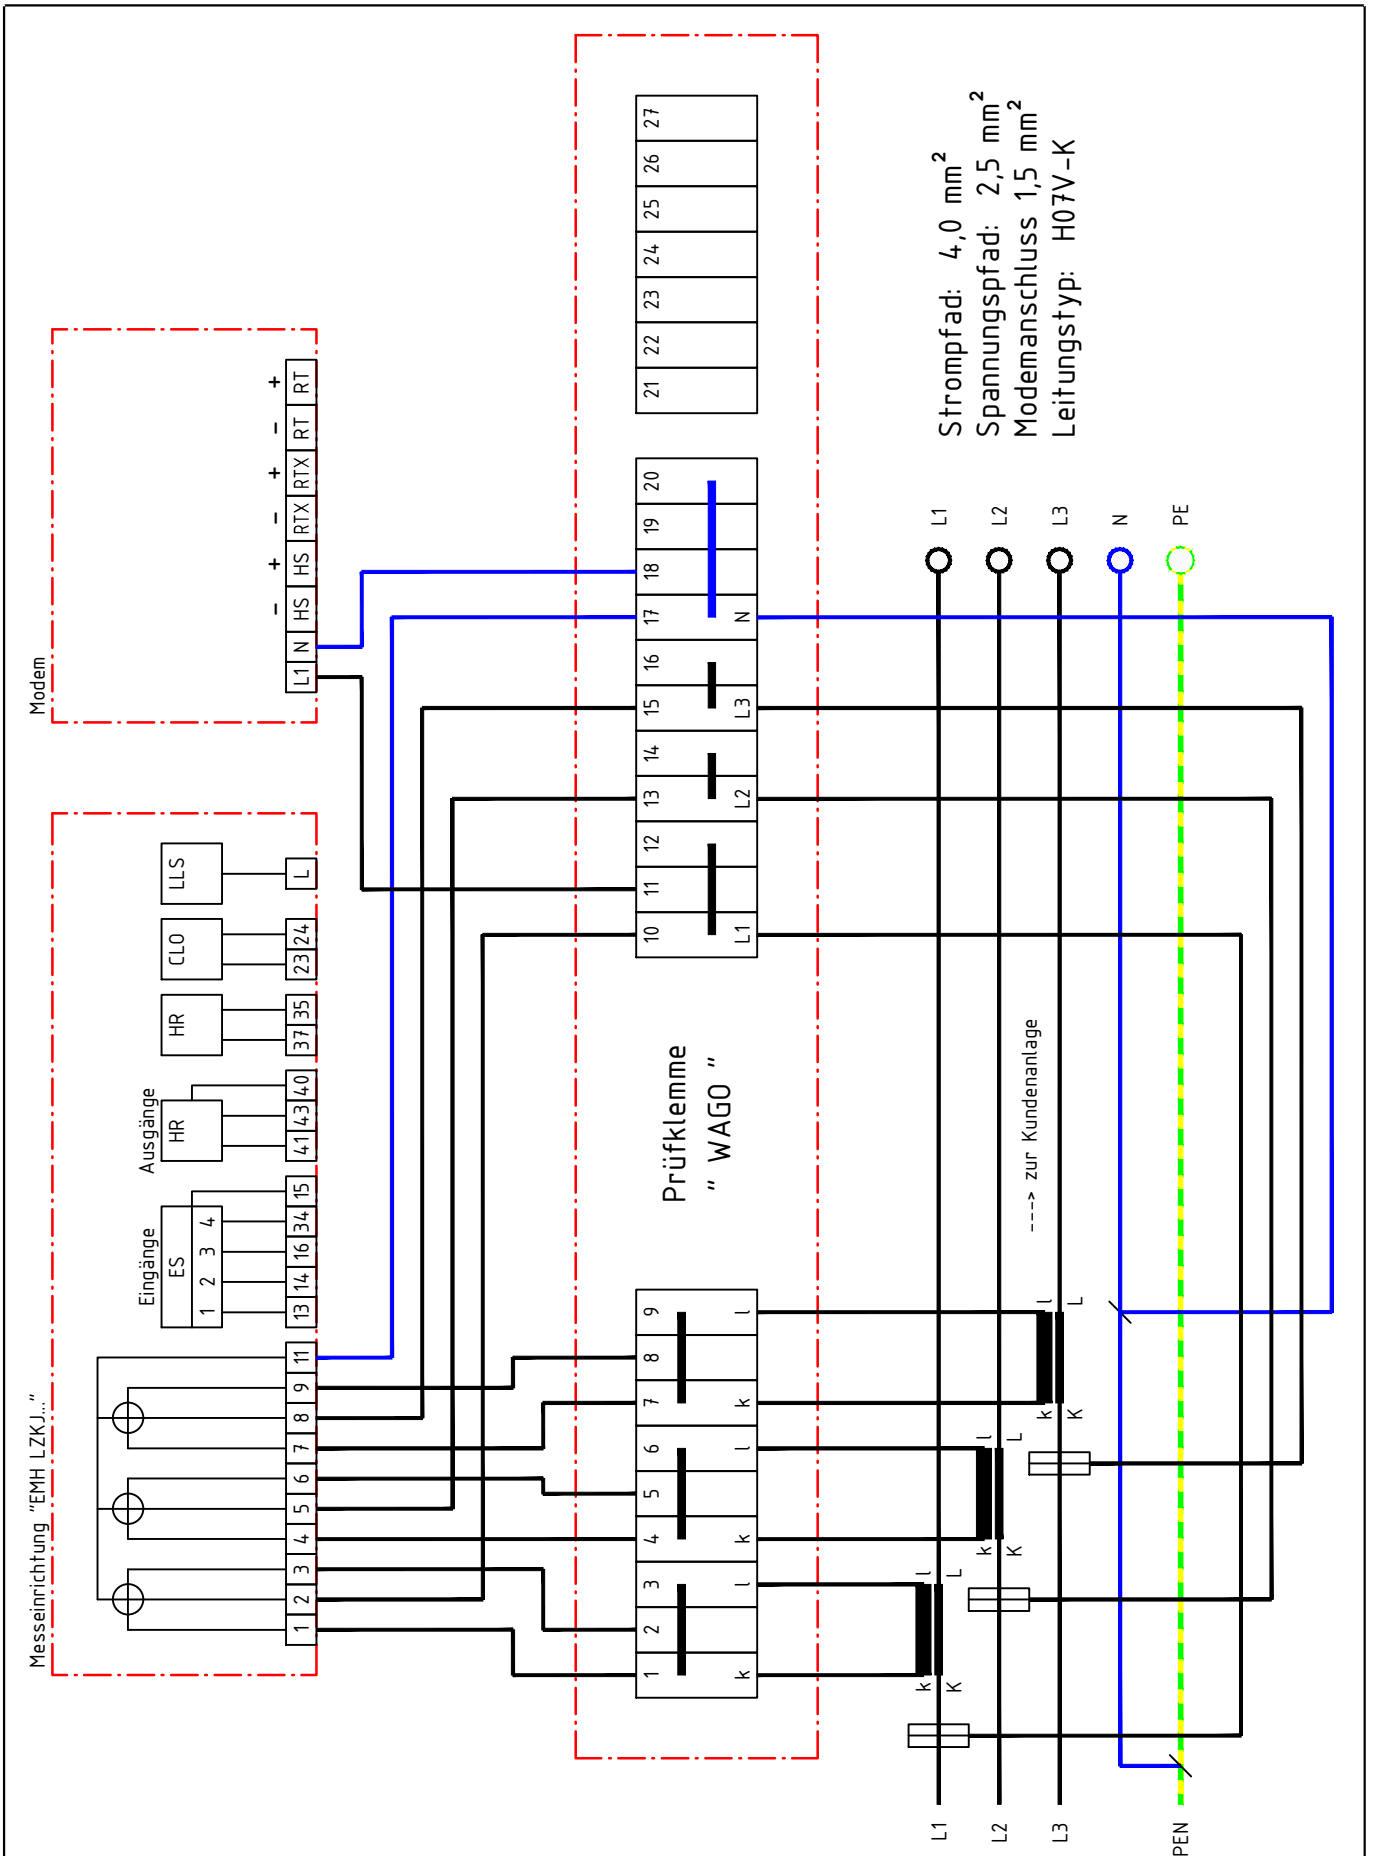 Messeinrichtung "EMH LZKJ..."
Modem
Eingänge
Ausgänge
ES
1 2 3 4
HR
HR
CLO
LLS
1 2 3 4 5 6 7 8 9 11
13 14 16 34 15
41 43 40
37 35
23 24
L
- + - + - +
L1 N HS HS RTX RTX RT RT
1 2 3 4 5 6 7 8 9
k l k l k l
Prüfklemme
" WAGO "
10 11 12 13 14 15 16 17 18 19 20
L1 L2 L3 N
21 22 23 24 25 26 27
k l
K L
k l
K L
k l
K L
---> zur Kundenanlage
Strompfad: 4,0 mm²
Spannungspfad: 2,5 mm²
Modemanschluss 1,5 mm²
Leitungstyp: H07V-K
L1 L1
L2 L2
L3 L3
N
PEN PE